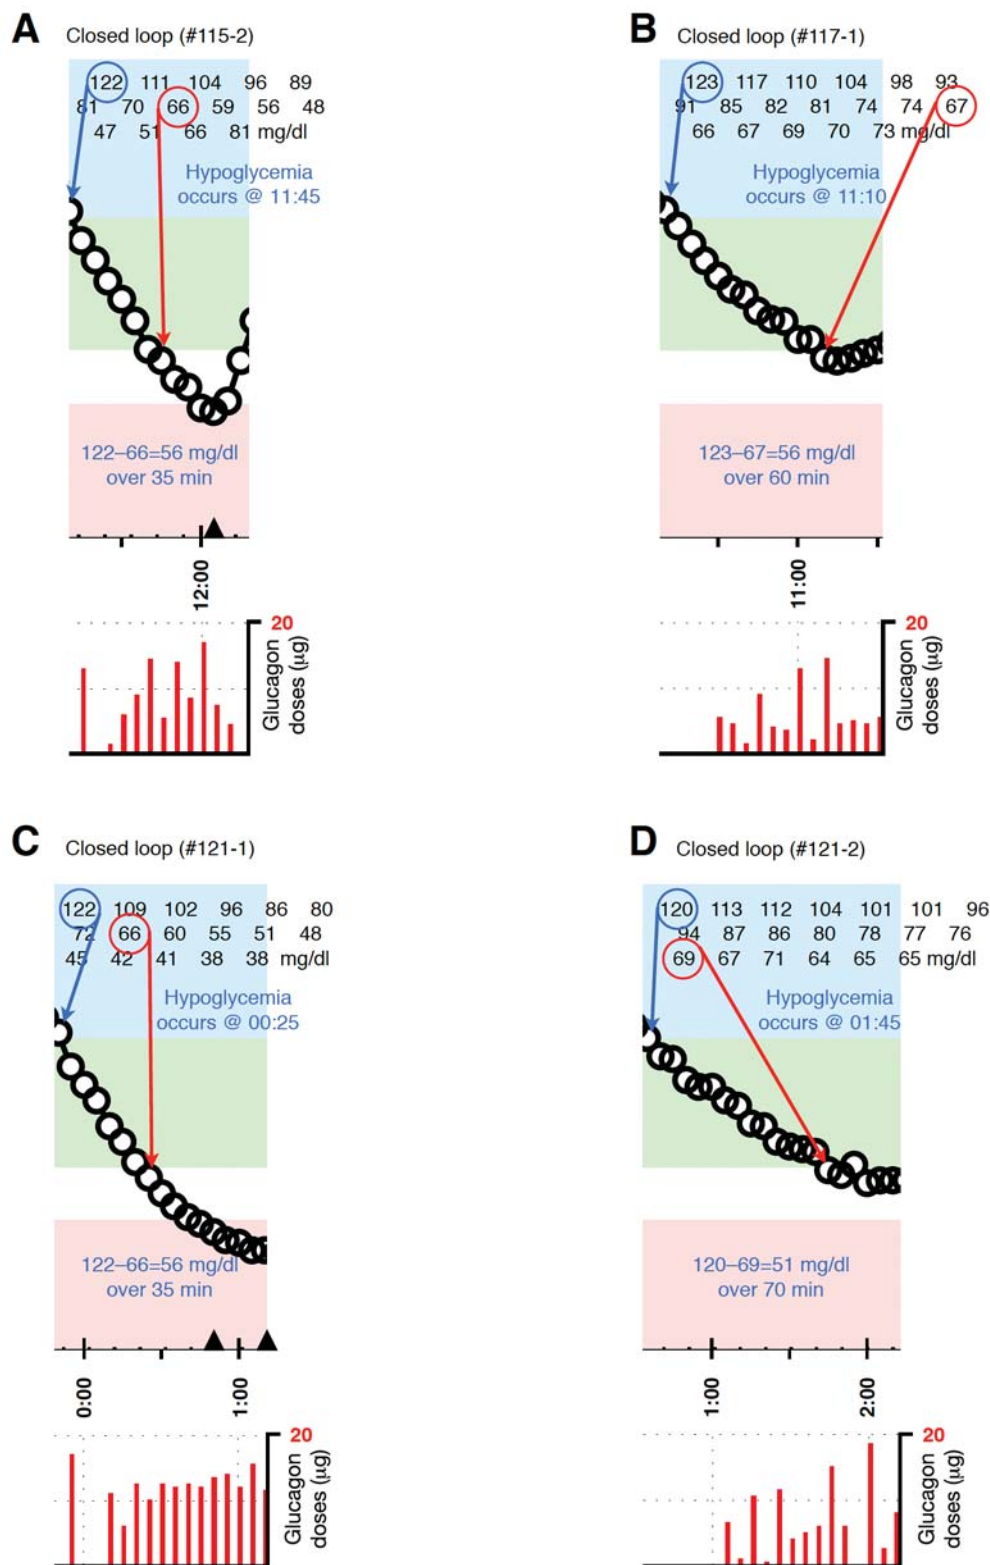 A Closed loop (#115-2)
122 111 104 96 89
81 70 66 59 56 48
47 51 66 81 mg/dl
Hypoglycemia
occurs @ 11:45
122–66=56 mg/dl
over 35 min
12:00
20
Glucagon
doses (µg)
B Closed loop (#117-1)
123 117 110 104 98 93
91 85 82 81 74 74 67
66 67 69 70 73 mg/dl
Hypoglycemia
occurs @ 11:10
123–67=56 mg/dl
over 60 min
11:00
20
Glucagon
doses (µg)
C Closed loop (#121-1)
122 109 102 96 86 80
72 66 60 55 51 48
45 42 41 38 38 mg/dl
Hypoglycemia
occurs @ 00:25
122–66=56 mg/dl
over 35 min
0:00 1:00
20
Glucagon
doses (µg)
D Closed loop (#121-2)
120 113 112 104 101 101 96
94 87 86 80 78 77 76
69 67 71 64 65 65 mg/dl
Hypoglycemia
occurs @ 01:45
120–69=51 mg/dl
over 70 min
1:00 2:00
20
Glucagon
doses (µg)